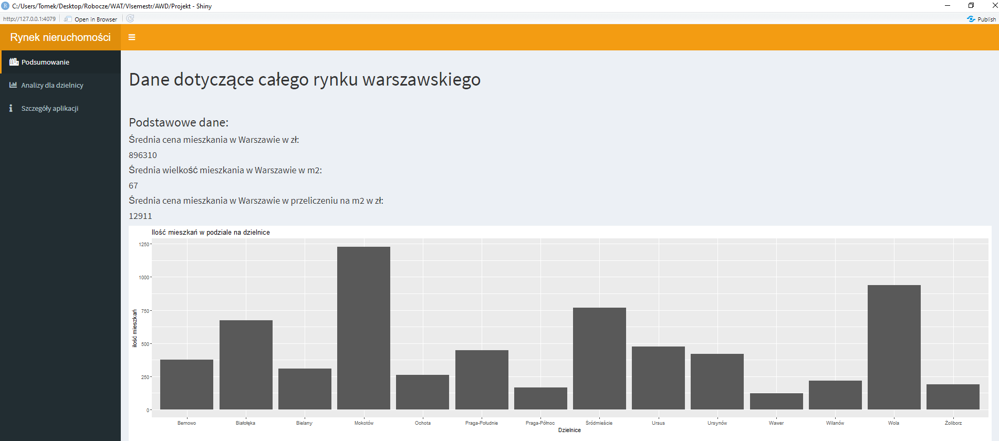 C:/Users/Tomek/Desktop/Robocze/WAT/VIsemestr/AWD/Projekt - Shiny
http://127.0.0.1:4079 Open in Browser Publish
Rynek nieruchomości
Podsumowanie
Analizy dla dzielnicy
Szczegóły aplikacji
Dane dotyczące całego rynku warszawskiego
Podstawowe dane:
Średnia cena mieszkania w Warszawie w zł:
896310
Średnia wielkość mieszkania w Warszawie w m2:
67
Średnia cena mieszkania w Warszawie w przeliczeniu na m2 w zł:
12911
Ilość mieszkań w podziale na dzielnice
ilość mieszkań
1250
1000
750
500
250
0
Bemowo Białołęka Bielany Mokotów Ochota Praga-Południe Praga-Północ Śródmieście Ursus Ursynów Wawer Wilanów Wola Żoliborz
Dzielnice